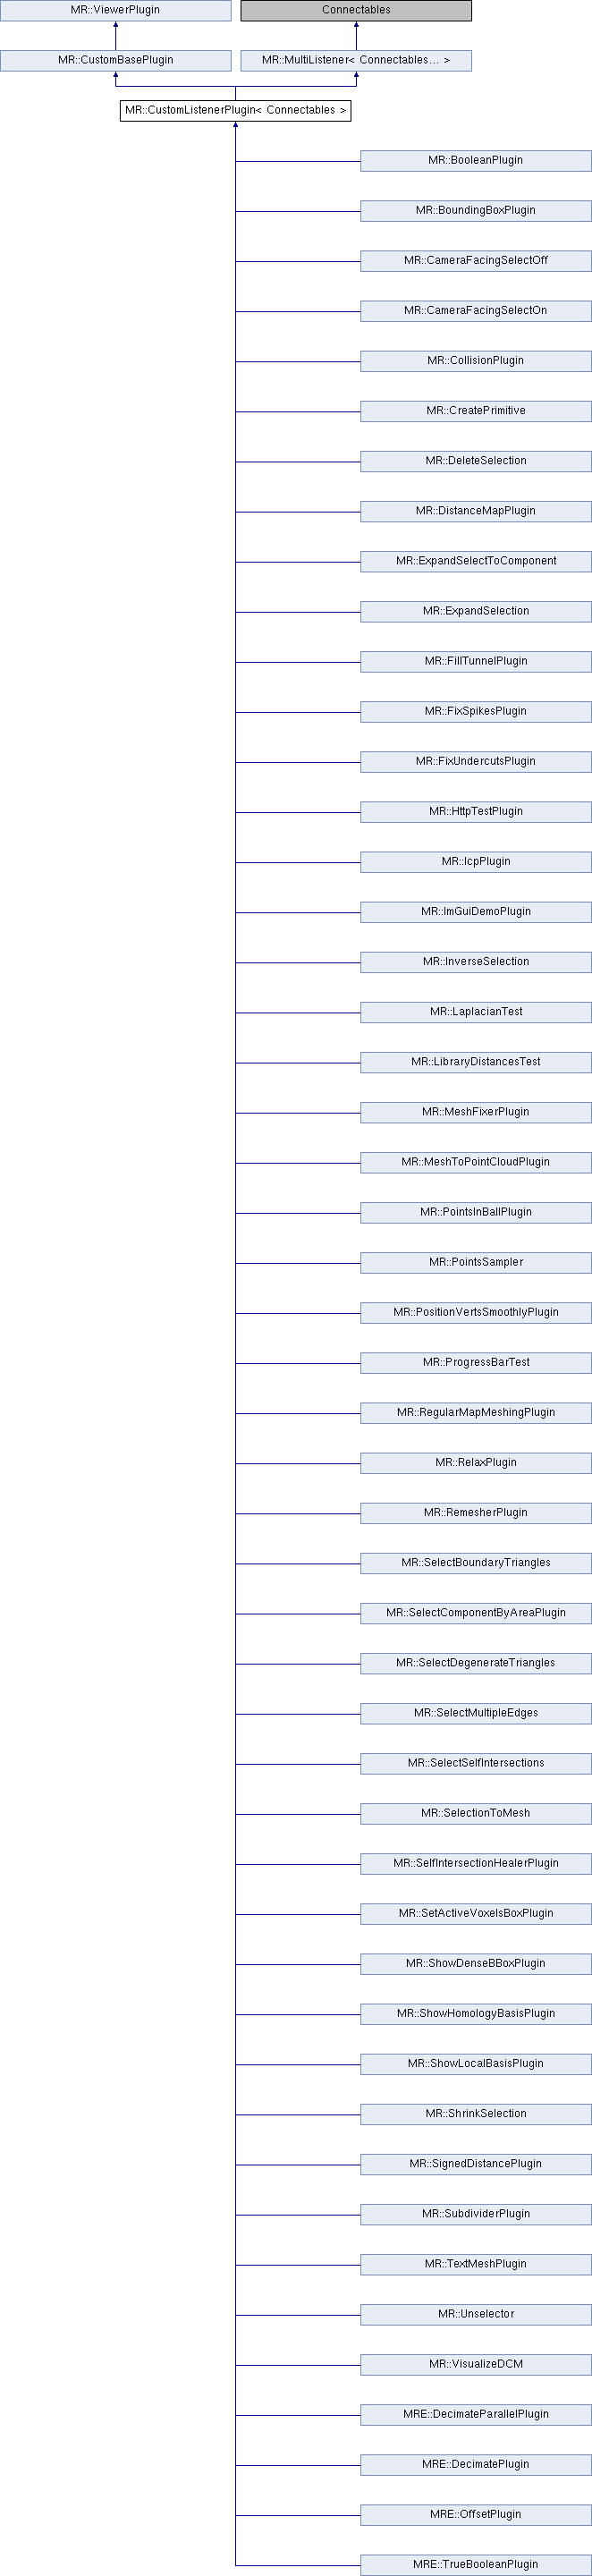 MR::ViewerPlugin
Connectables
MR::CustomBasePlugin
MR::MultiListener< Connectables... >
MR::CustomListenerPlugin< Connectables >
MR::BooleanPlugin
MR::BoundingBoxPlugin
MR::CameraFacingSelectOff
MR::CameraFacingSelectOn
MR::CollisionPlugin
MR::CreatePrimitive
MR::DeleteSelection
MR::DistanceMapPlugin
MR::ExpandSelectToComponent
MR::ExpandSelection
MR::FillTunnelPlugin
MR::FixSpikesPlugin
MR::FixUndercutsPlugin
MR::HttpTestPlugin
MR::IcpPlugin
MR::ImGuiDemoPlugin
MR::InverseSelection
MR::LaplacianTest
MR::LibraryDistancesTest
MR::MeshFixerPlugin
MR::MeshToPointCloudPlugin
MR::PointsInBallPlugin
MR::PointsSampler
MR::PositionVertsSmoothlyPlugin
MR::ProgressBarTest
MR::RegularMapMeshingPlugin
MR::RelaxPlugin
MR::RemesherPlugin
MR::SelectBoundaryTriangles
MR::SelectComponentByAreaPlugin
MR::SelectDegenerateTriangles
MR::SelectMultipleEdges
MR::SelectSelfIntersections
MR::SelectionToMesh
MR::SelfIntersectionHealerPlugin
MR::SetActiveVoxelsBoxPlugin
MR::ShowDenseBBoxPlugin
MR::ShowHomologyBasisPlugin
MR::ShowLocalBasisPlugin
MR::ShrinkSelection
MR::SignedDistancePlugin
MR::SubdividerPlugin
MR::TextMeshPlugin
MR::Unselector
MR::VisualizeDCM
MRE::DecimateParallelPlugin
MRE::DecimatePlugin
MRE::OffsetPlugin
MRE::TrueBooleanPlugin